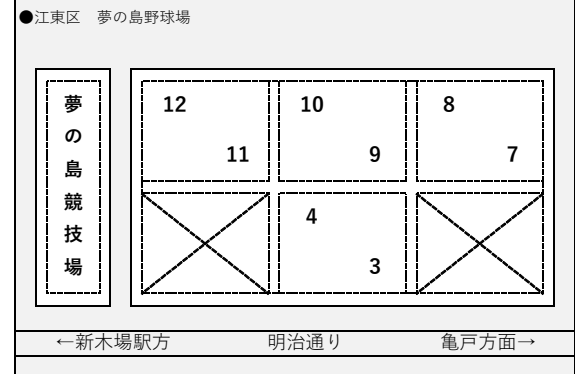 ●江東区　夢の島野球場
夢の島競技場
12 10 8
11 9 7
4
3
←新木場駅方 明治通り 亀戸方面→